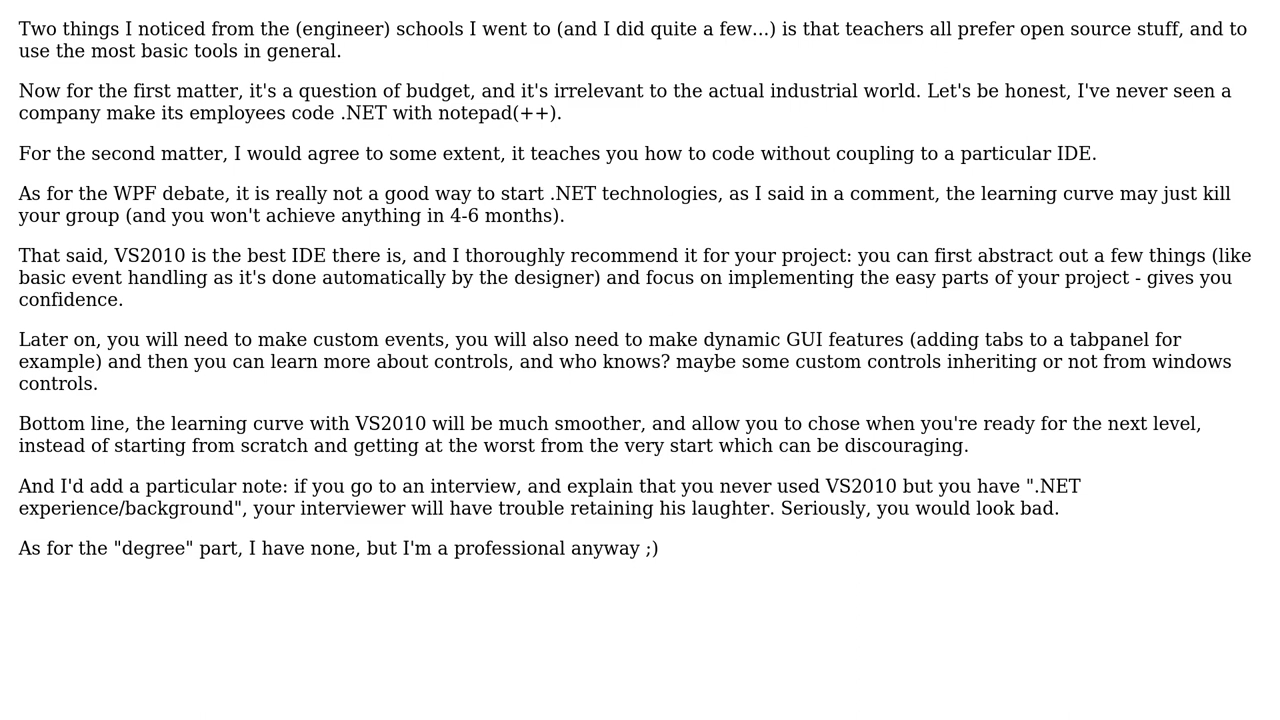 Two things I noticed from the (engineer) schools I went to (and I did quite a few...) is that teachers all prefer open source stuff, and to
use the most basic tools in general.
Now for the first matter, it's a question of budget, and it's irrelevant to the actual industrial world. Let's be honest, I've never seen a
company make its employees code .NET with notepad(++).
For the second matter, I would agree to some extent, it teaches you how to code without coupling to a particular IDE.
As for the WPF debate, it is really not a good way to start .NET technologies, as I said in a comment, the learning curve may just kill
your group (and you won't achieve anything in 4-6 months).
That said, VS2010 is the best IDE there is, and I thoroughly recommend it for your project: you can first abstract out a few things (like
basic event handling as it's done automatically by the designer) and focus on implementing the easy parts of your project - gives you
confidence.
Later on, you will need to make custom events, you will also need to make dynamic GUI features (adding tabs to a tabpanel for
example) and then you can learn more about controls, and who knows? maybe some custom controls inheriting or not from windows
controls.
Bottom line, the learning curve with VS2010 will be much smoother, and allow you to chose when you're ready for the next level,
instead of starting from scratch and getting at the worst from the very start which can be discouraging.
And I'd add a particular note: if you go to an interview, and explain that you never used VS2010 but you have ".NET
experience/background", your interviewer will have trouble retaining his laughter. Seriously, you would look bad.
As for the "degree" part, I have none, but I'm a professional anyway ;)